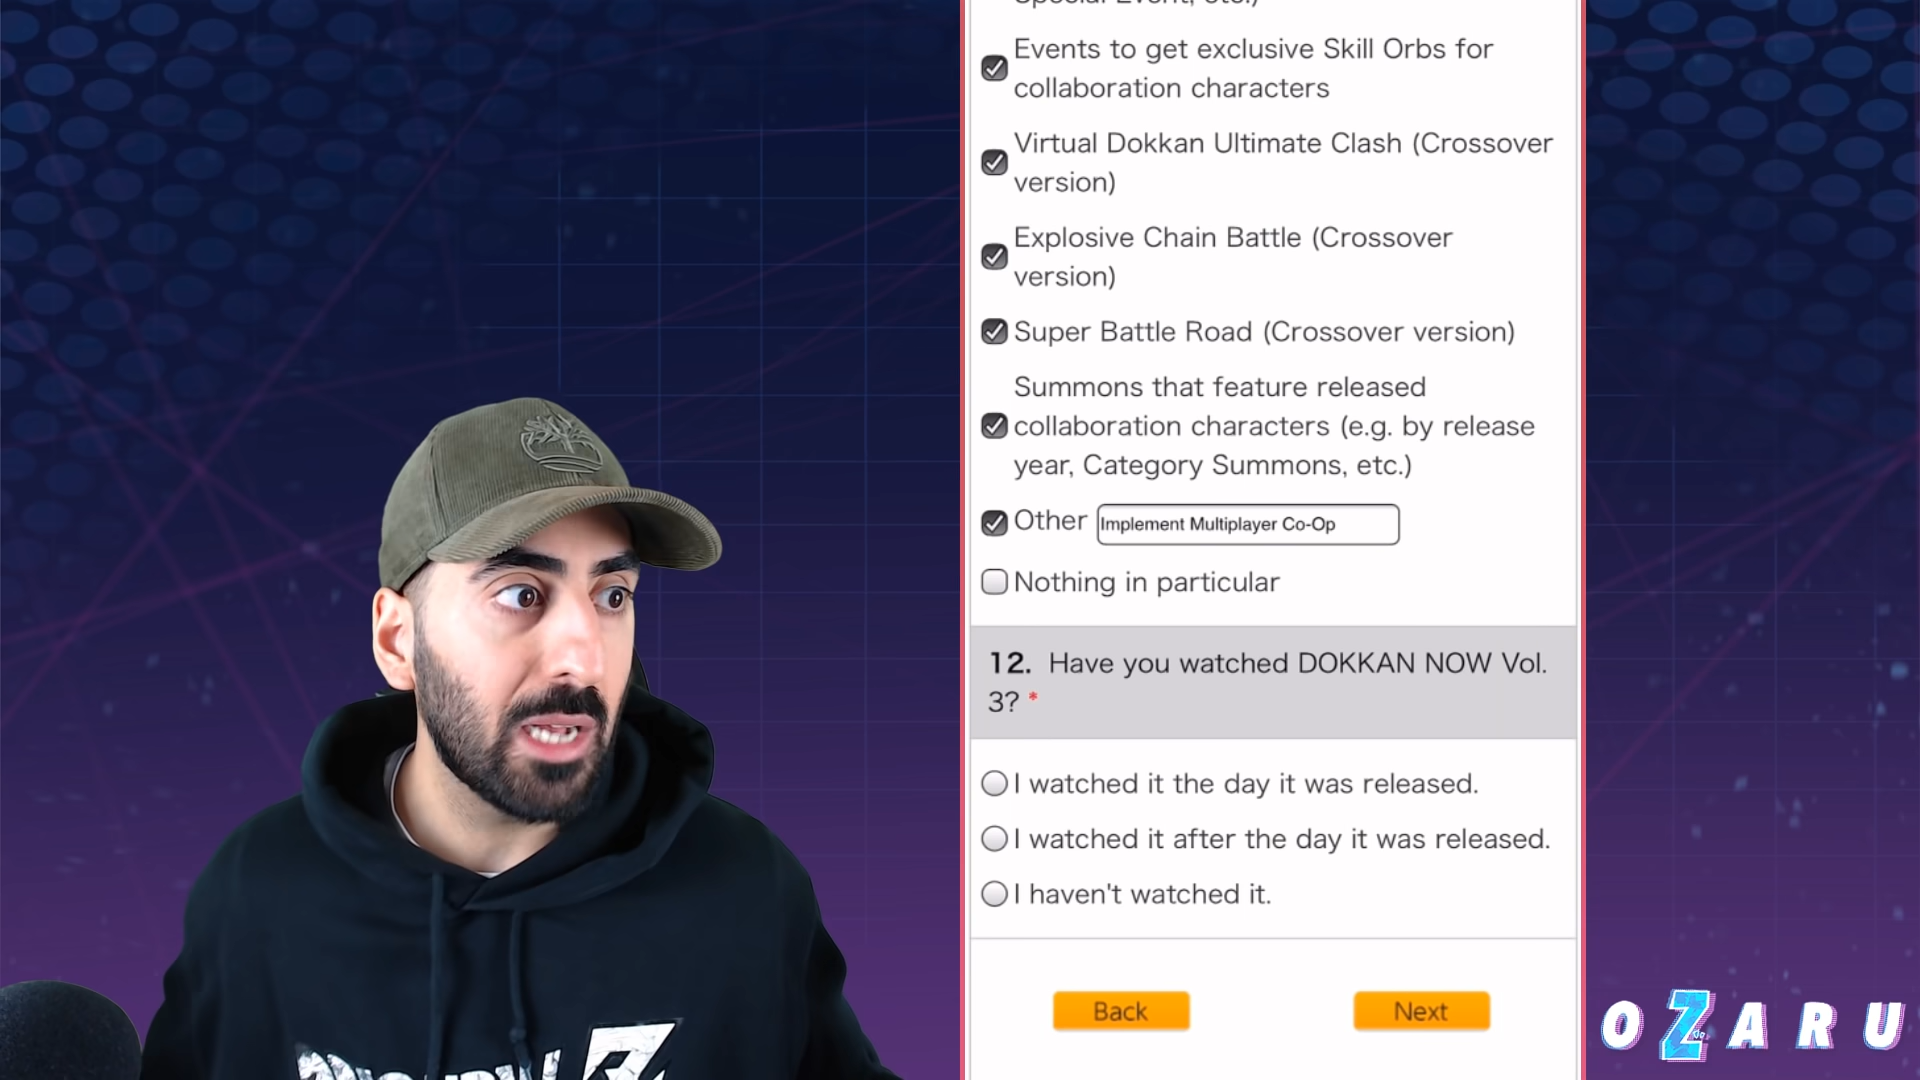 Special Event, etc.)
Events to get exclusive Skill Orbs for
collaboration characters
Virtual Dokkan Ultimate Clash (Crossover
version)
Explosive Chain Battle (Crossover
version)
Super Battle Road (Crossover version)
Summons that feature released
collaboration characters (e.g. by release
year, Category Summons, etc.)
Other Implement Multiplayer Co-Op
Nothing in particular
12. Have you watched DOKKAN NOW Vol.
3? *
I watched it the day it was released.
I watched it after the day it was released.
I haven't watched it.
Back Next
OZARU